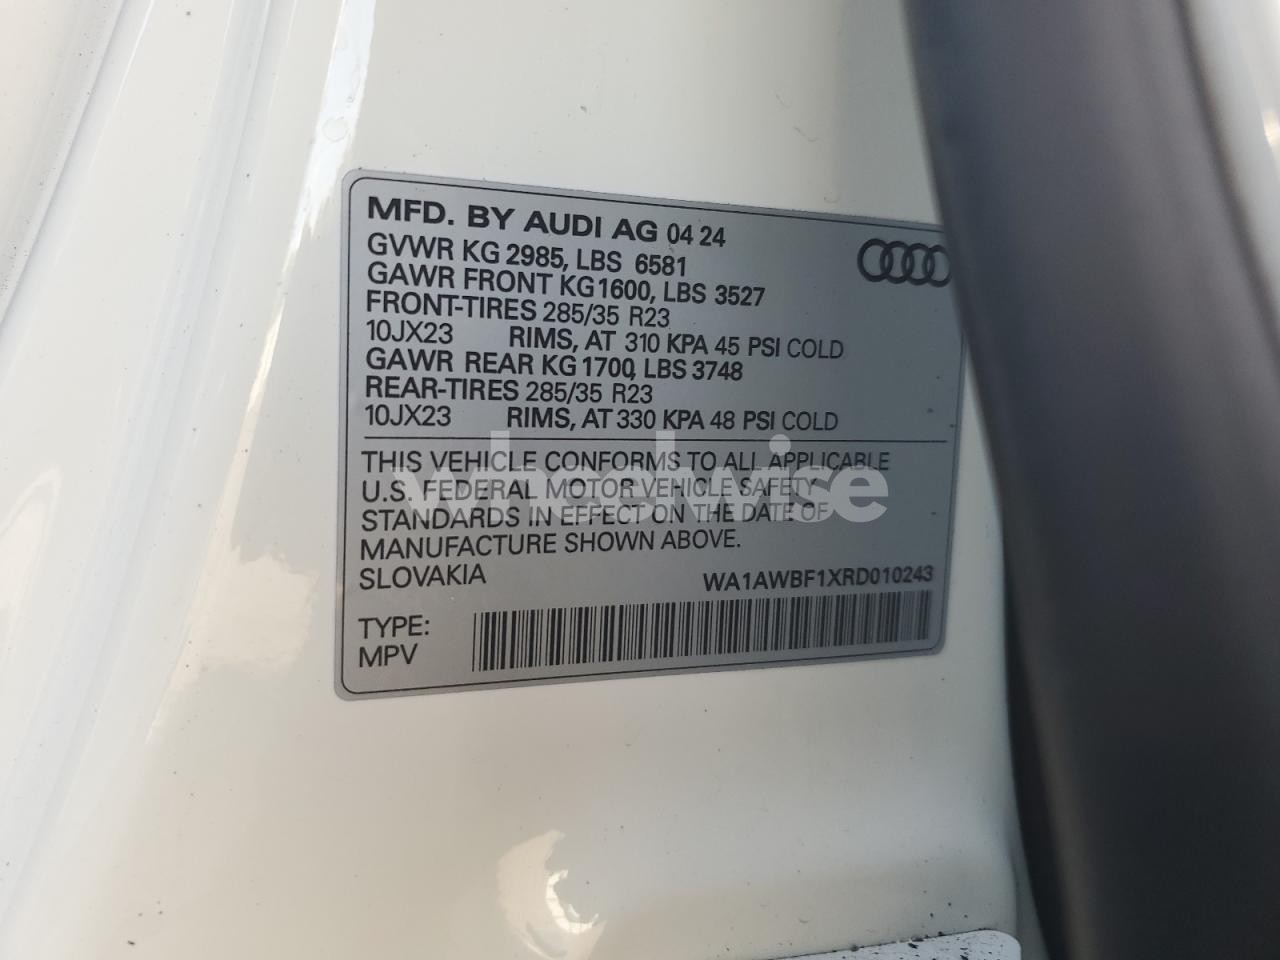 MFD. BY AUDI AG 04 24
GVWR KG 2985, LBS 6581
GAWR FRONT KG1600, LBS 3527
FRONT-TIRES 285/35 R23
10JX23 RIMS, AT 310 KPA 45 PSI COLD
GAWR REAR KG1700, LBS 3748
REAR-TIRES 285/35 R23
10JX23 RIMS, AT 330 KPA 48 PSI COLD
THIS VEHICLE CONFORMS TO ALL APPLICABLE
U.S. FEDERAL MOTOR VEHICLE SAFETY
STANDARDS IN EFFECT ON THE DATE OF
MANUFACTURE SHOWN ABOVE.
SLOVAKIA WA1AWBF1XRD010243
TYPE:
MPV
wheelwise